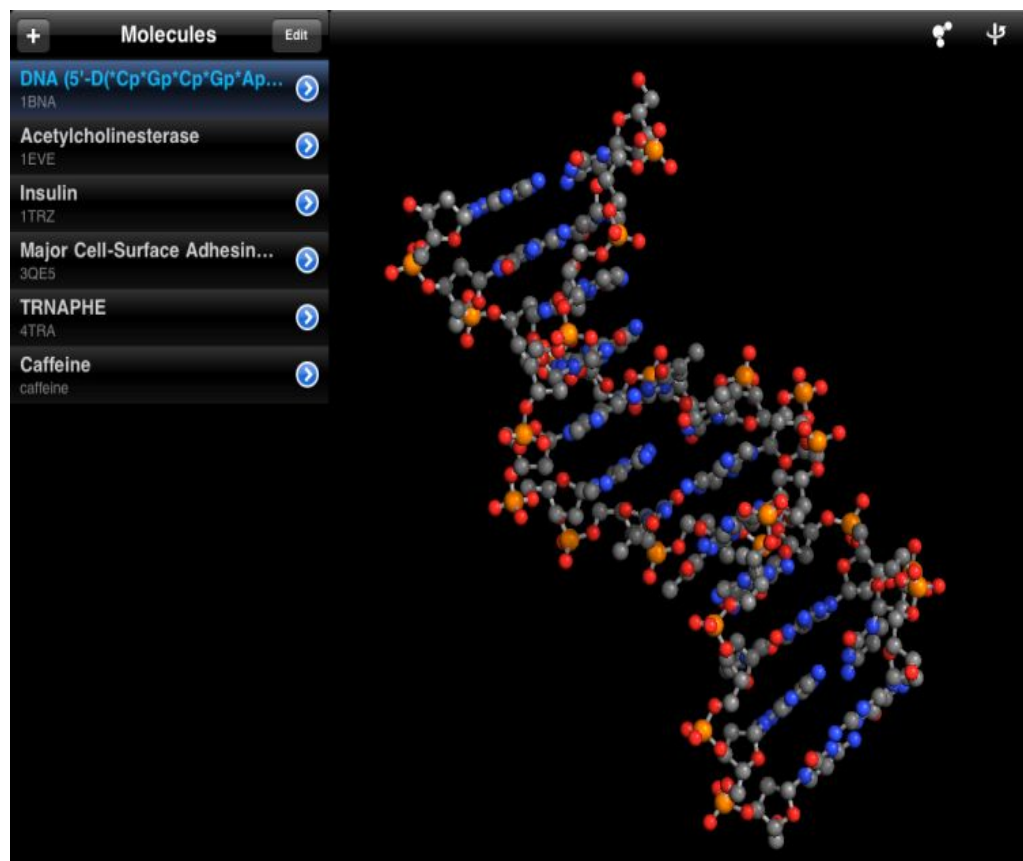 + Molecules Edit
DNA (5'-D(*Cp*Gp*Cp*Gp*Ap...
1BNA
Acetylcholinesterase
1EVE
Insulin
1TRZ
Major Cell-Surface Adhesin...
3QE5
TRNAPHE
4TRA
Caffeine
caffeine